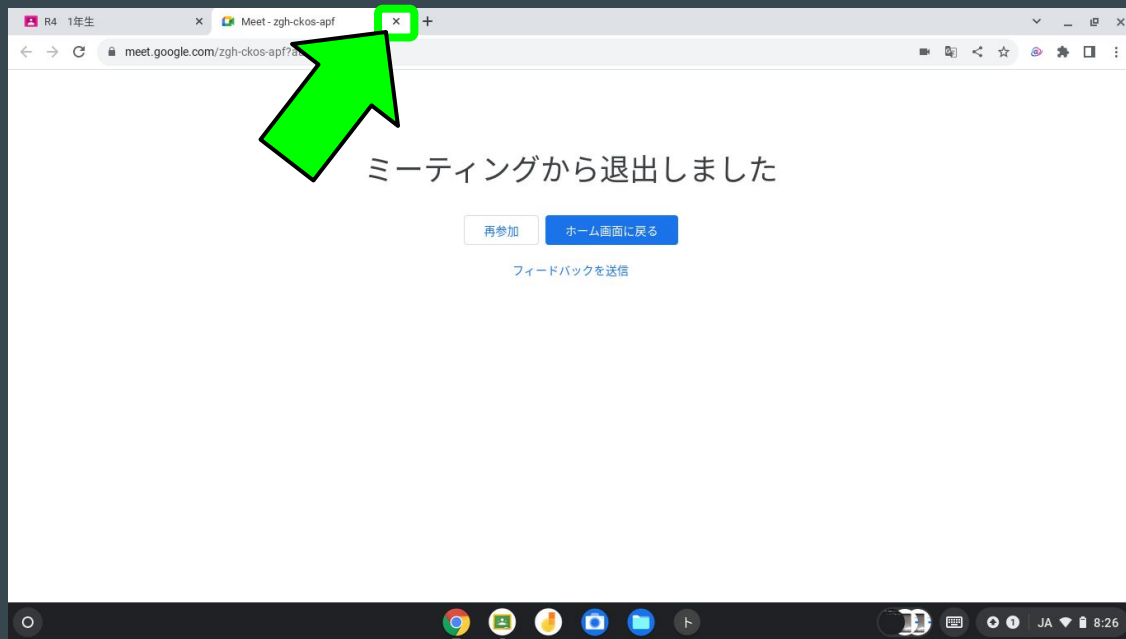 R4 1年生
Meet - zgh-ckos-apf
meet.google.com/zgh-ckos-apf?a
ミーティングから退出しました
再参加
ホーム画面に戻る
フィードバックを送信
ト
1
JA
8:26